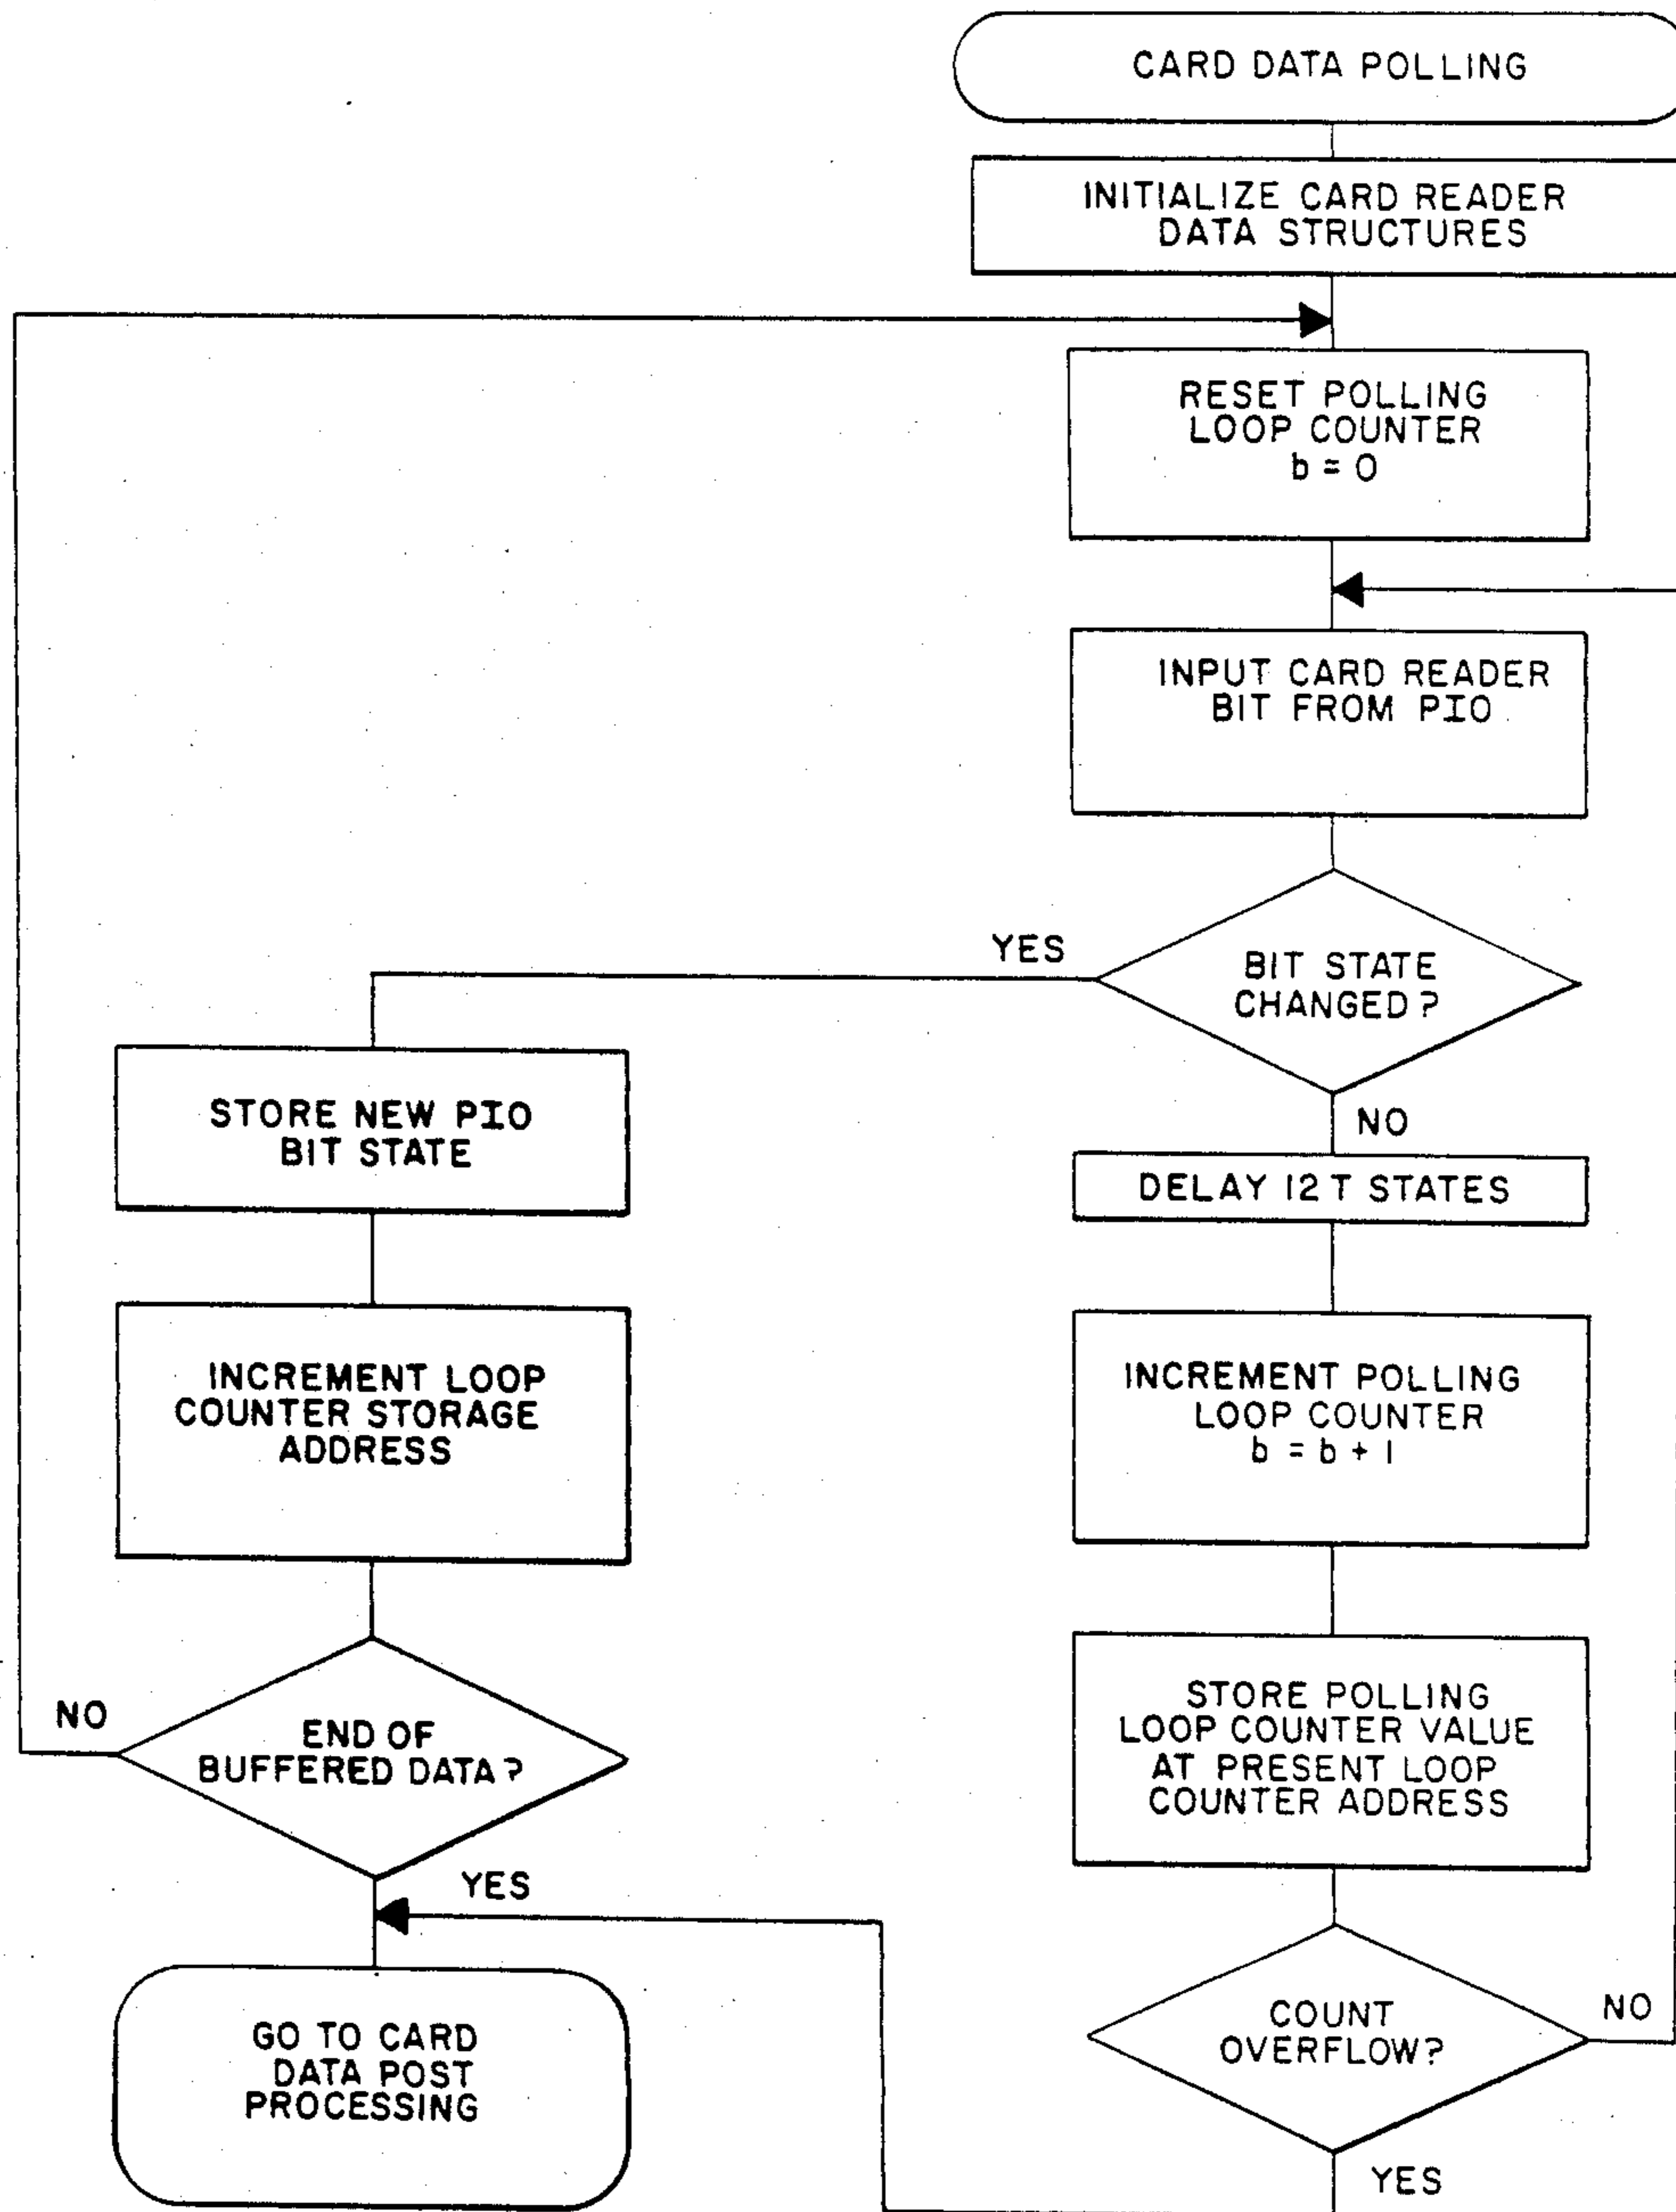 CARD DATA POLLING
INITIALIZE CARD READER
DATA STRUCTURES
RESET POLLING
LOOP COUNTER
b = 0
INPUT CARD READER
BIT FROM PIO
YES
BIT STATE
CHANGED?
NO
STORE NEW PIO
BIT STATE
DELAY 12 T STATES
INCREMENT LOOP
COUNTER STORAGE
ADDRESS
INCREMENT POLLING
LOOP COUNTER
b = b + 1
NO
END OF
BUFFERED DATA?
YES
STORE POLLING
LOOP COUNTER VALUE
AT PRESENT LOOP
COUNTER ADDRESS
GO TO CARD
DATA POST
PROCESSING
COUNT
OVERFLOW?
NO
YES